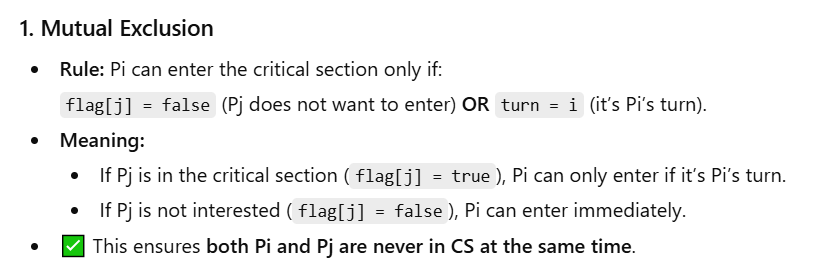 1. Mutual Exclusion
• Rule: Pi can enter the critical section only if:
flag[j] = false (Pj does not want to enter) OR turn = i (it's Pi's turn).
• Meaning:
• If Pj is in the critical section ( flag[j] = true ), Pi can only enter if it's Pi's turn.
• If Pj is not interested ( flag[j] = false ), Pi can enter immediately.
• ✅ This ensures both Pi and Pj are never in CS at the same time.